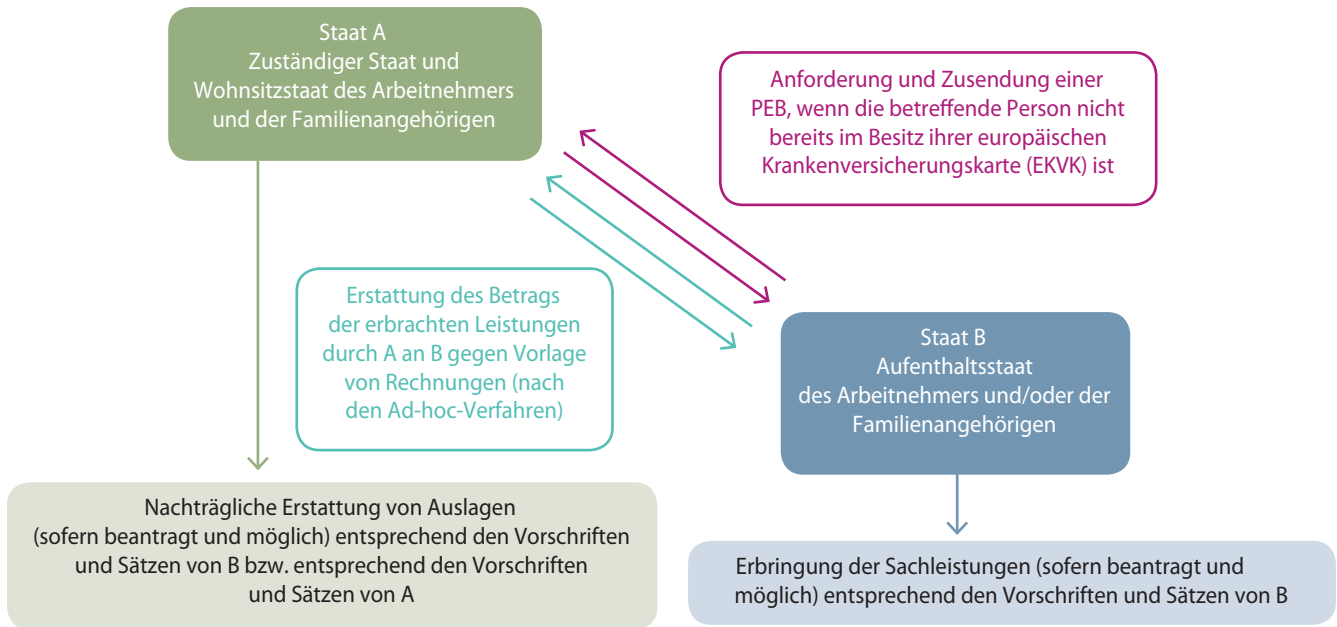 Staat A
Zuständiger Staat und
Wohnsitzstaat des Arbeitnehmers
und der Familienangehörigen
Anforderung und Zusendung einer
PEB, wenn die betreffende Person nicht
bereits im Besitz ihrer europäischen
Krankenversicherungskarte (EKVK) ist
Erstattung des Betrags
der erbrachten Leistungen
durch A an B gegen Vorlage
von Rechnungen (nach
den Ad-hoc-Verfahren)
Staat B
Aufenthaltsstaat
des Arbeitnehmers und/oder der
Familienangehörigen
Nachträgliche Erstattung von Auslagen
(sofern beantragt und möglich) entsprechend den Vorschriften
und Sätzen von B bzw. entsprechend den Vorschriften
und Sätzen von A
Erbringung der Sachleistungen (sofern beantragt und
möglich) entsprechend den Vorschriften und Sätzen von B